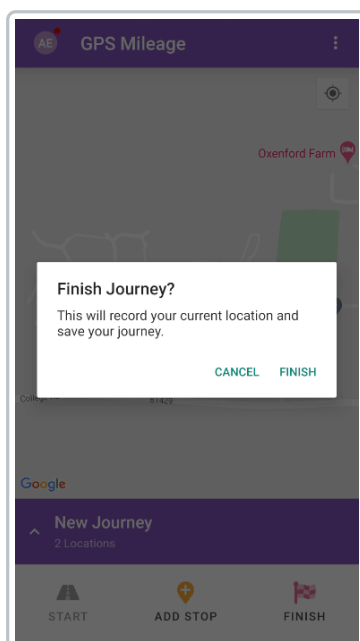 AE
GPS Mileage
Oxenford Farm
Finish Journey?
This will record your current location and
save your journey.
CANCEL
FINISH
Google
New Journey
2 Locations
START
ADD STOP
FINISH